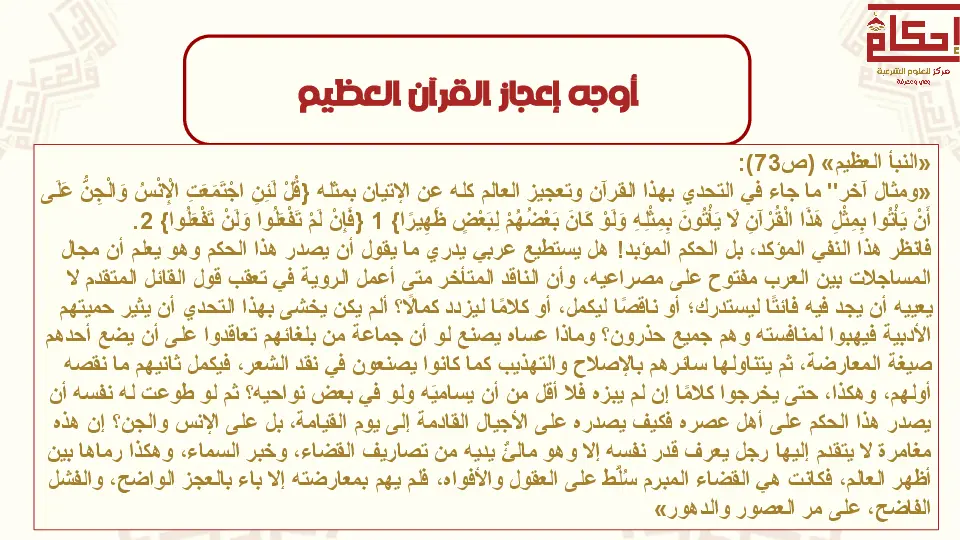 إحكام
مركز للعلوم الشرعية
وعي ومعرفة
أوجه إعجاز القرآن العظيم
«النبأ العظيم» (ص73):
«ومثال آخر" ما جاء في التحدي بهذا القرآن وتعجيز العالم كله عن الإتيان بمثله {قُلْ لَئِنِ اجْتَمَعَتِ الْإِنْسُ وَالْجِنُّ عَلَى
أَنْ يَأْتُوا بِمِثْلِ هَذَا الْقُرْآنِ لَا يَأْتُونَ بِمِثْلِهِ وَلَوْ كَانَ بَعْضُهُمْ لِبَعْضٍ ظَهِيرًا} 1 {فَإِنْ لَمْ تَفْعَلُوا وَلَنْ تَفْعَلُوا} 2.
فانظر هذا النفي المؤكد، بل الحكم المؤبد! هل يستطيع عربي يدري ما يقول أن يصدر هذا الحكم وهو يعلم أن مجال
المساجلات بين العرب مفتوح على مصراعيه، وأن الناقد المتأخر متى أعمل الروية في تعقب قول القائل المتقدم لا
يعييه أن يجد فيه فائتًا ليستدرك؛ أو ناقصًا ليكمل، أو كلامًا ليزدد كمالًا؟ ألم يكن يخشى بهذا التحدي أن يثير حميتهم
الأدبية فيهبوا لمنافسته وهم جميع حذرون؟ وماذا عساه يصنع لو أن جماعة من بلغائهم تعاقدوا على أن يضع أحدهم
صيغة المعارضة، ثم يتناولها سائرهم بالإصلاح والتهذيب كما كانوا يصنعون في نقد الشعر، فيكمل ثانيهم ما نقصه
أولهم، وهكذا، حتى يخرجوا كلامًا إن لم يبزه فلا أقل من أن يساميَه ولو في بعض نواحيه؟ ثم لو طوعت له نفسه أن
يصدر هذا الحكم على أهل عصره فكيف يصدره على الأجيال القادمة إلى يوم القيامة، بل على الإنس والجن؟ إن هذه
مغامرة لا يتقدم إليها رجل يعرف قدر نفسه إلا وهو مالئٌ يديه من تصاريف القضاء، وخبر السماء، وهكذا رماها بين
أظهر العالم، فكانت هي القضاء المبرم سُلِّطَ على العقول والأفواه، فلم يهم بمعارضته إلا باء بالعجز الواضح، والفشل
الفاضح، على مر العصور والدهور»